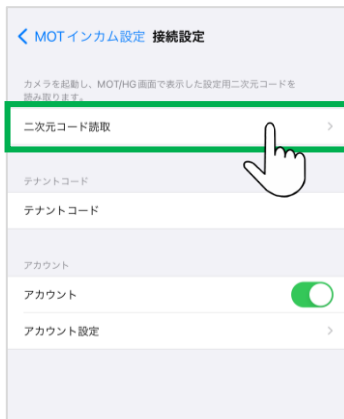 MOTインカム設定 接続設定
カメラを起動し、MOT/HG画面で表示した設定用二次元コードを
読み取ります。
二次元コード読取
テナントコード
テナントコード
アカウント
アカウント
アカウント設定